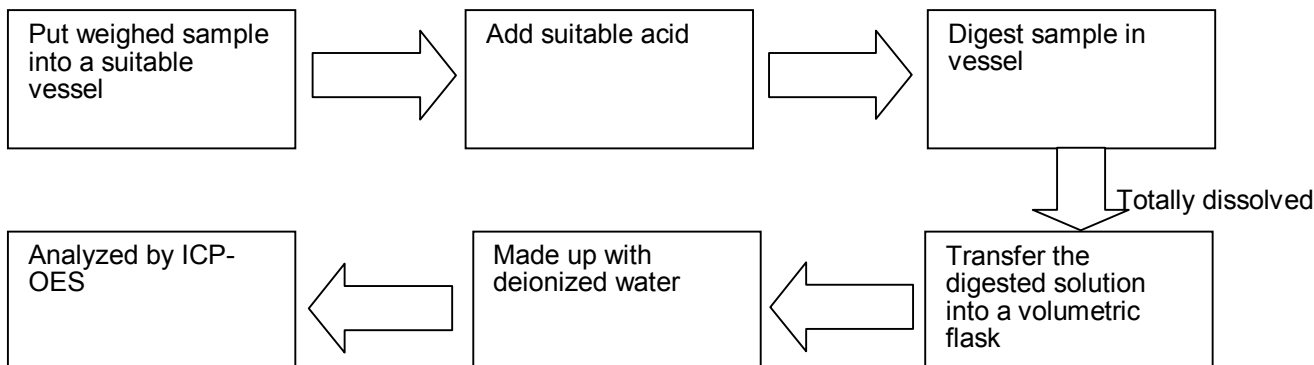 Put weighed sample
into a suitable
vessel
Add suitable acid
Digest sample in
vessel
Totally dissolved
Transfer the
digested solution
into a volumetric
flask
Made up with
deionized water
Analyzed by ICP-
OES